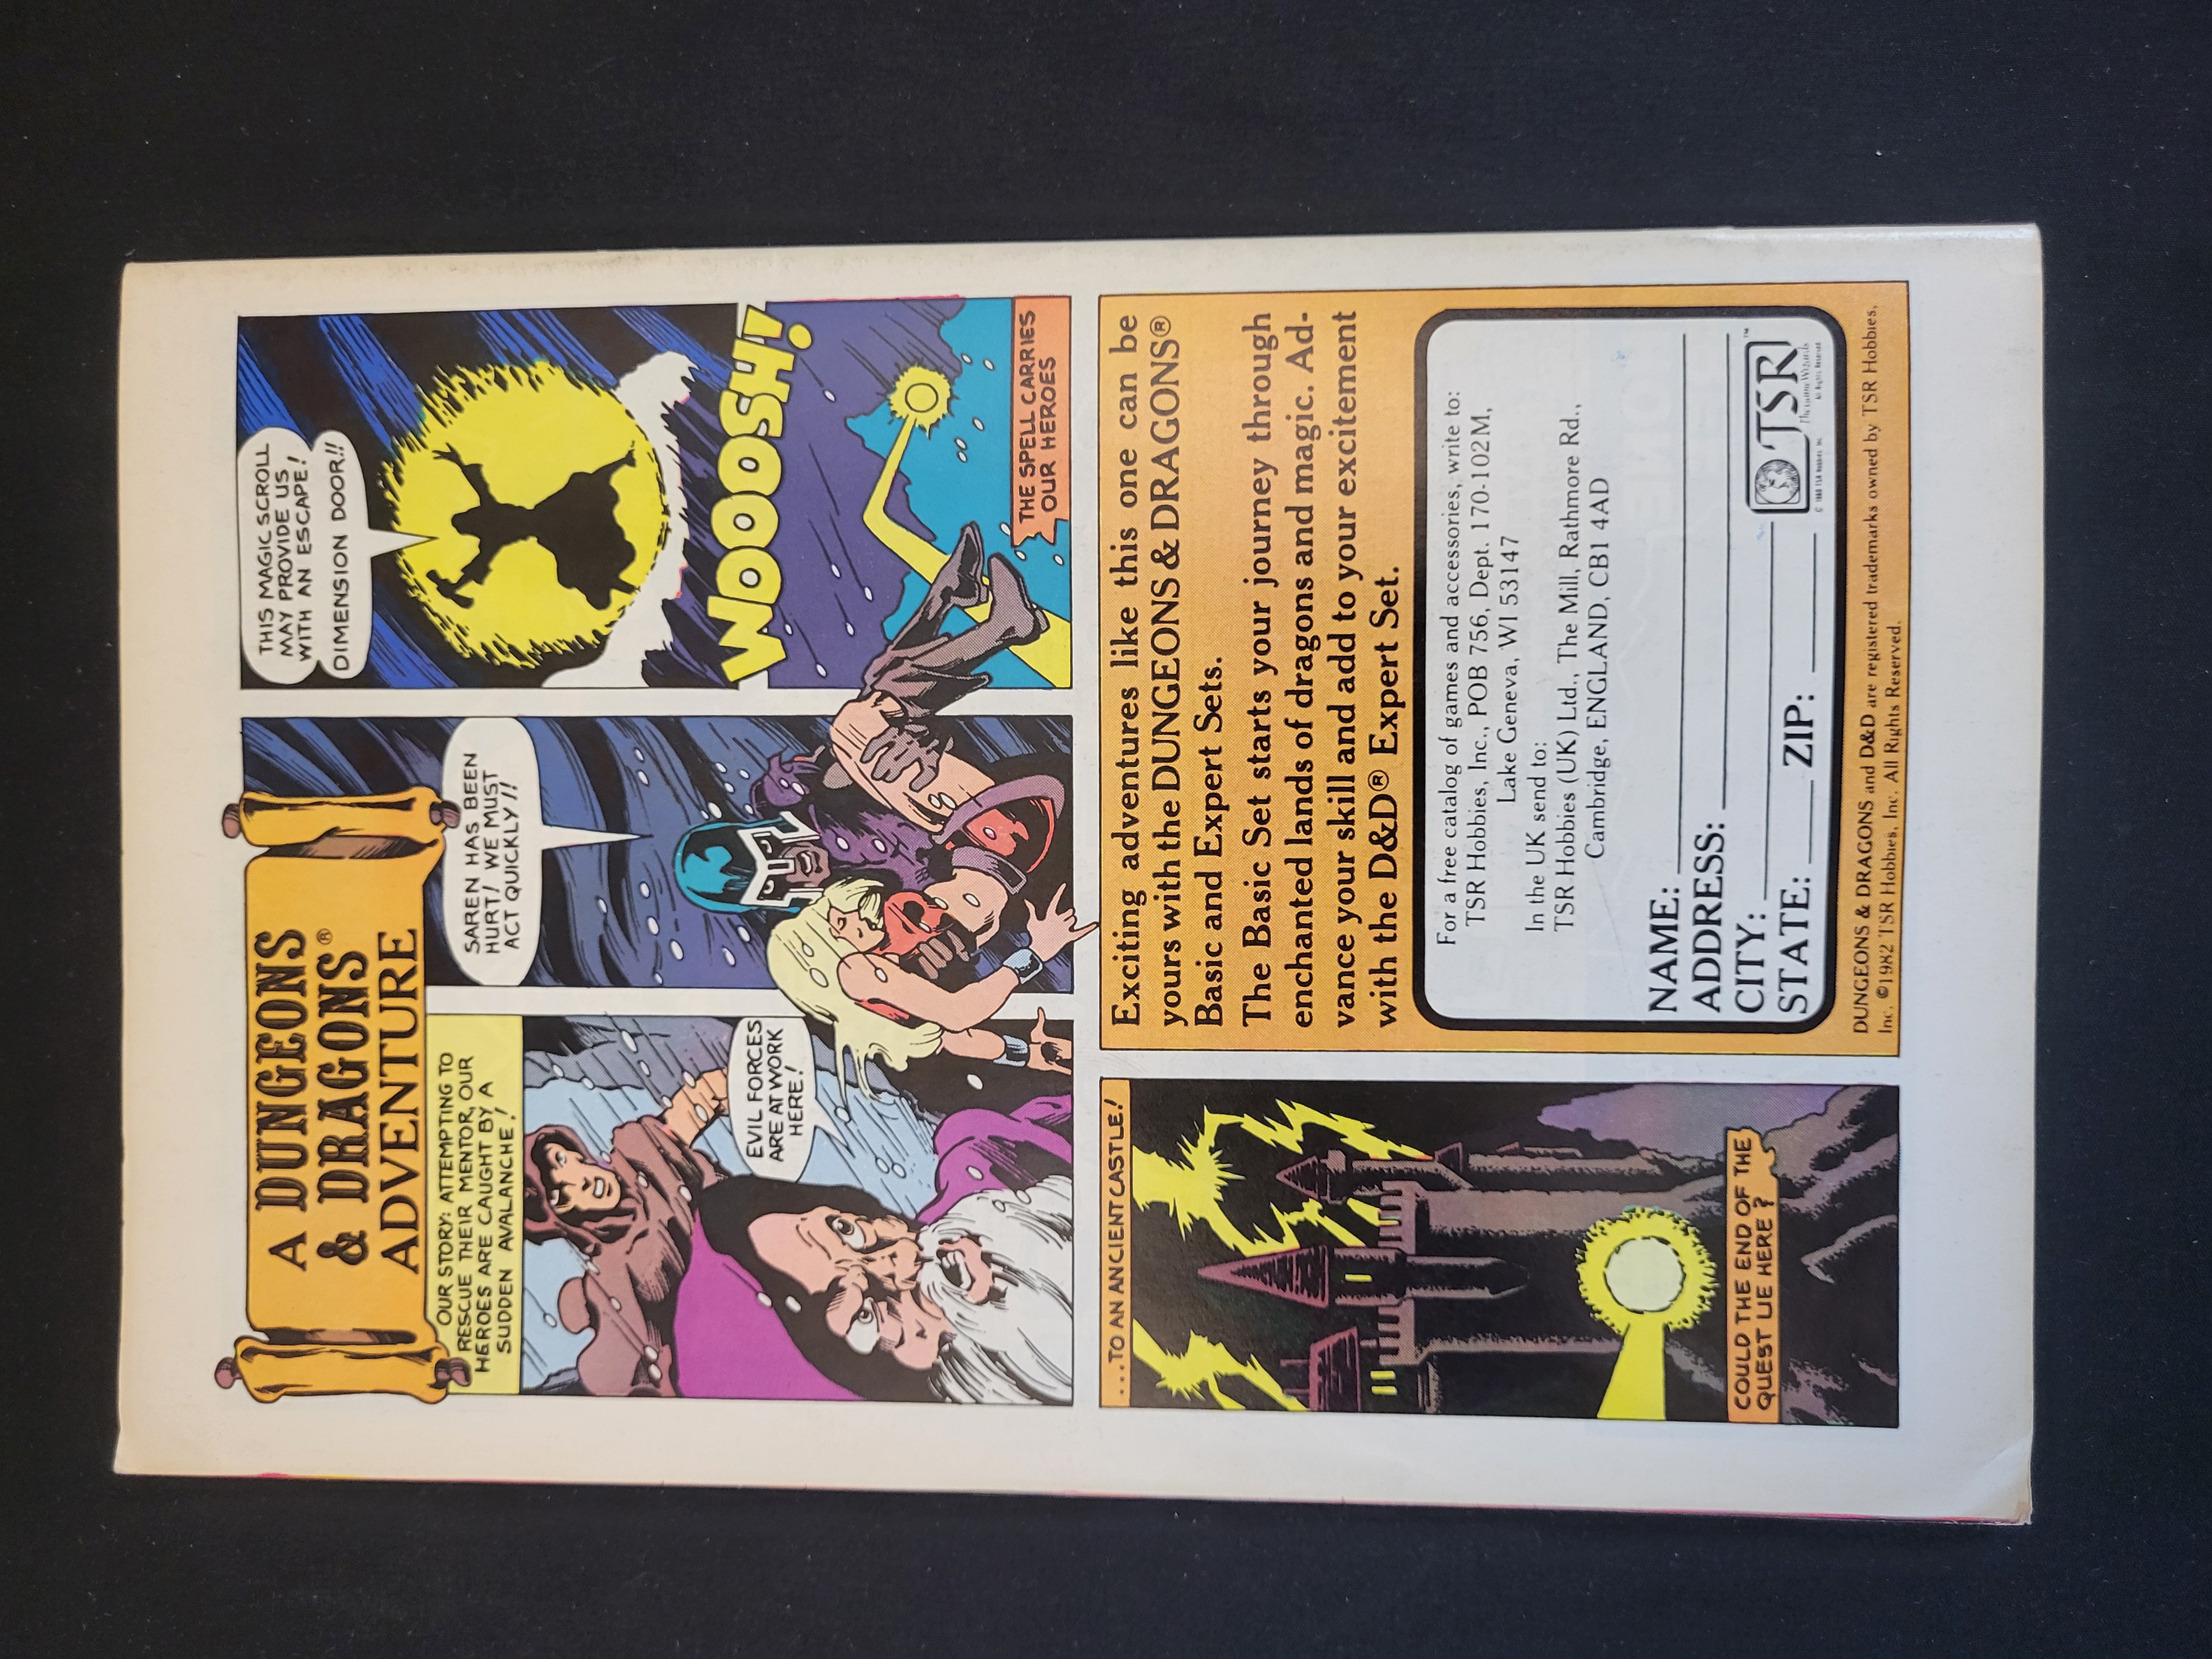 A DUNGEONS
& DRAGONS®
ADVENTURE
OUR STORY: ATTEMPTING TO
RESCUE THEIR MENTOR, OUR
HEROES ARE CAUGHT BY A
SUDDEN AVALANCHE!
EVIL FORCES
ARE AT WORK
HERE!
SAREN HAS BEEN
HURT! WE MUST
ACT QUICKLY!!
THIS MAGIC SCROLL
MAY PROVIDE US
WITH AN ESCAPE!
DIMENSION DOOR!!
WOOOSH!
THE SPELL CARRIES
OUR HEROES
...TO AN ANCIENT CASTLE!
COULD THE END OF THE
QUEST LIE HERE?
Exciting adventures like this one can be
yours with the DUNGEONS & DRAGONS®
Basic and Expert Sets.
The Basic Set starts your journey through
enchanted lands of dragons and magic. Ad-
vance your skill and add to your excitement
with the D&D® Expert Set.
For a free catalog of games and accessories, write to:
TSR Hobbies, Inc., POB 756, Dept. 170-102M,
Lake Geneva, WI 53147
In the UK send to:
TSR Hobbies (UK) Ltd., The Mill, Rathmore Rd.,
Cambridge, ENGLAND, CB1 4AD
NAME:
ADDRESS:
CITY:
STATE: ZIP:
TSR™
DUNGEONS & DRAGONS and D&D are registered trademarks owned by TSR Hobbies,
Inc. ©1982 TSR Hobbies, Inc. All Rights Reserved.